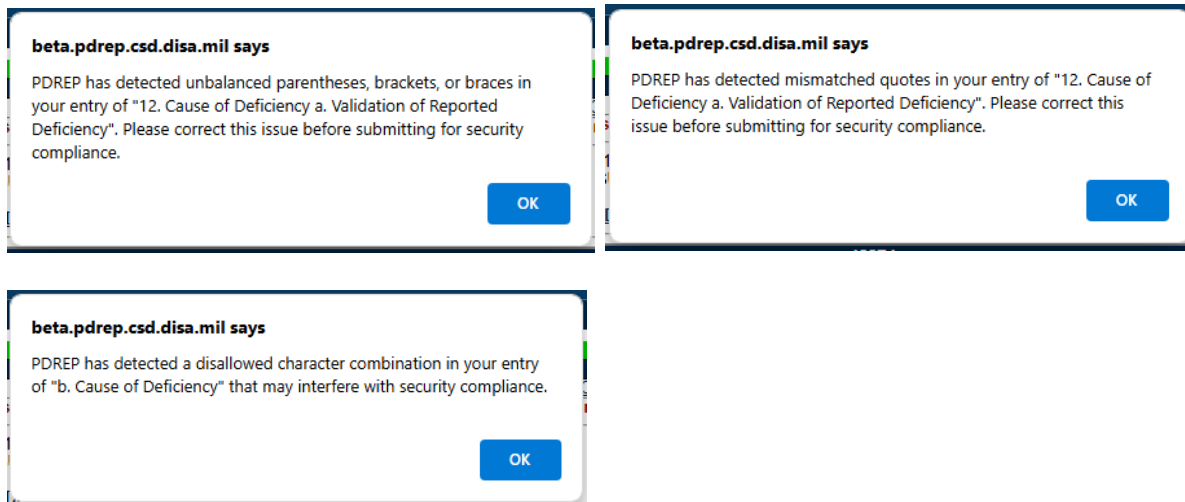 beta.pdrep.csd.disa.mil says
PDREP has detected unbalanced parentheses, brackets, or braces in
your entry of "12. Cause of Deficiency a. Validation of Reported
Deficiency". Please correct this issue before submitting for security
compliance.
OK
beta.pdrep.csd.disa.mil says
PDREP has detected mismatched quotes in your entry of "12. Cause of
Deficiency a. Validation of Reported Deficiency". Please correct this
issue before submitting for security compliance.
OK
beta.pdrep.csd.disa.mil says
PDREP has detected a disallowed character combination in your entry
of "b. Cause of Deficiency" that may interfere with security compliance.
OK